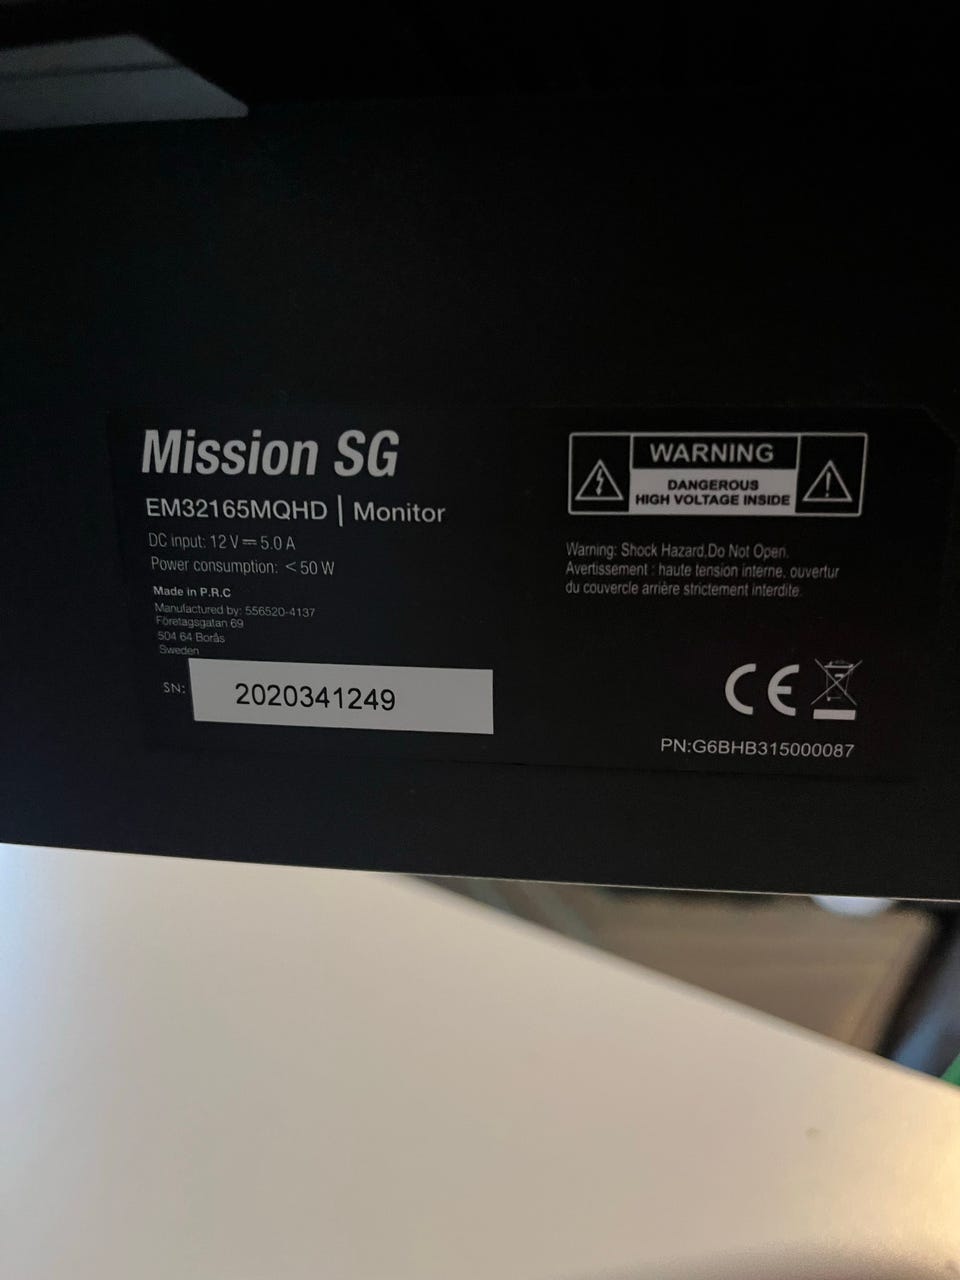 Mission SG
EM32165MQHD | Monitor
DC input: 12 V⎓5.0 A
Power consumption: <50 W
Made in P.R.C
Manufactured by: 556520-4137
Företagsgatan 69
504 64 Borås
Sweden
SN: 2020341249
WARNING
DANGEROUS
HIGH VOLTAGE INSIDE
Warning: Shock Hazard.Do Not Open.
Avertissement : haute tension interne, ouvertur
du couvercle arrière strictement interdite.
CE
PN:G6BHB315000087